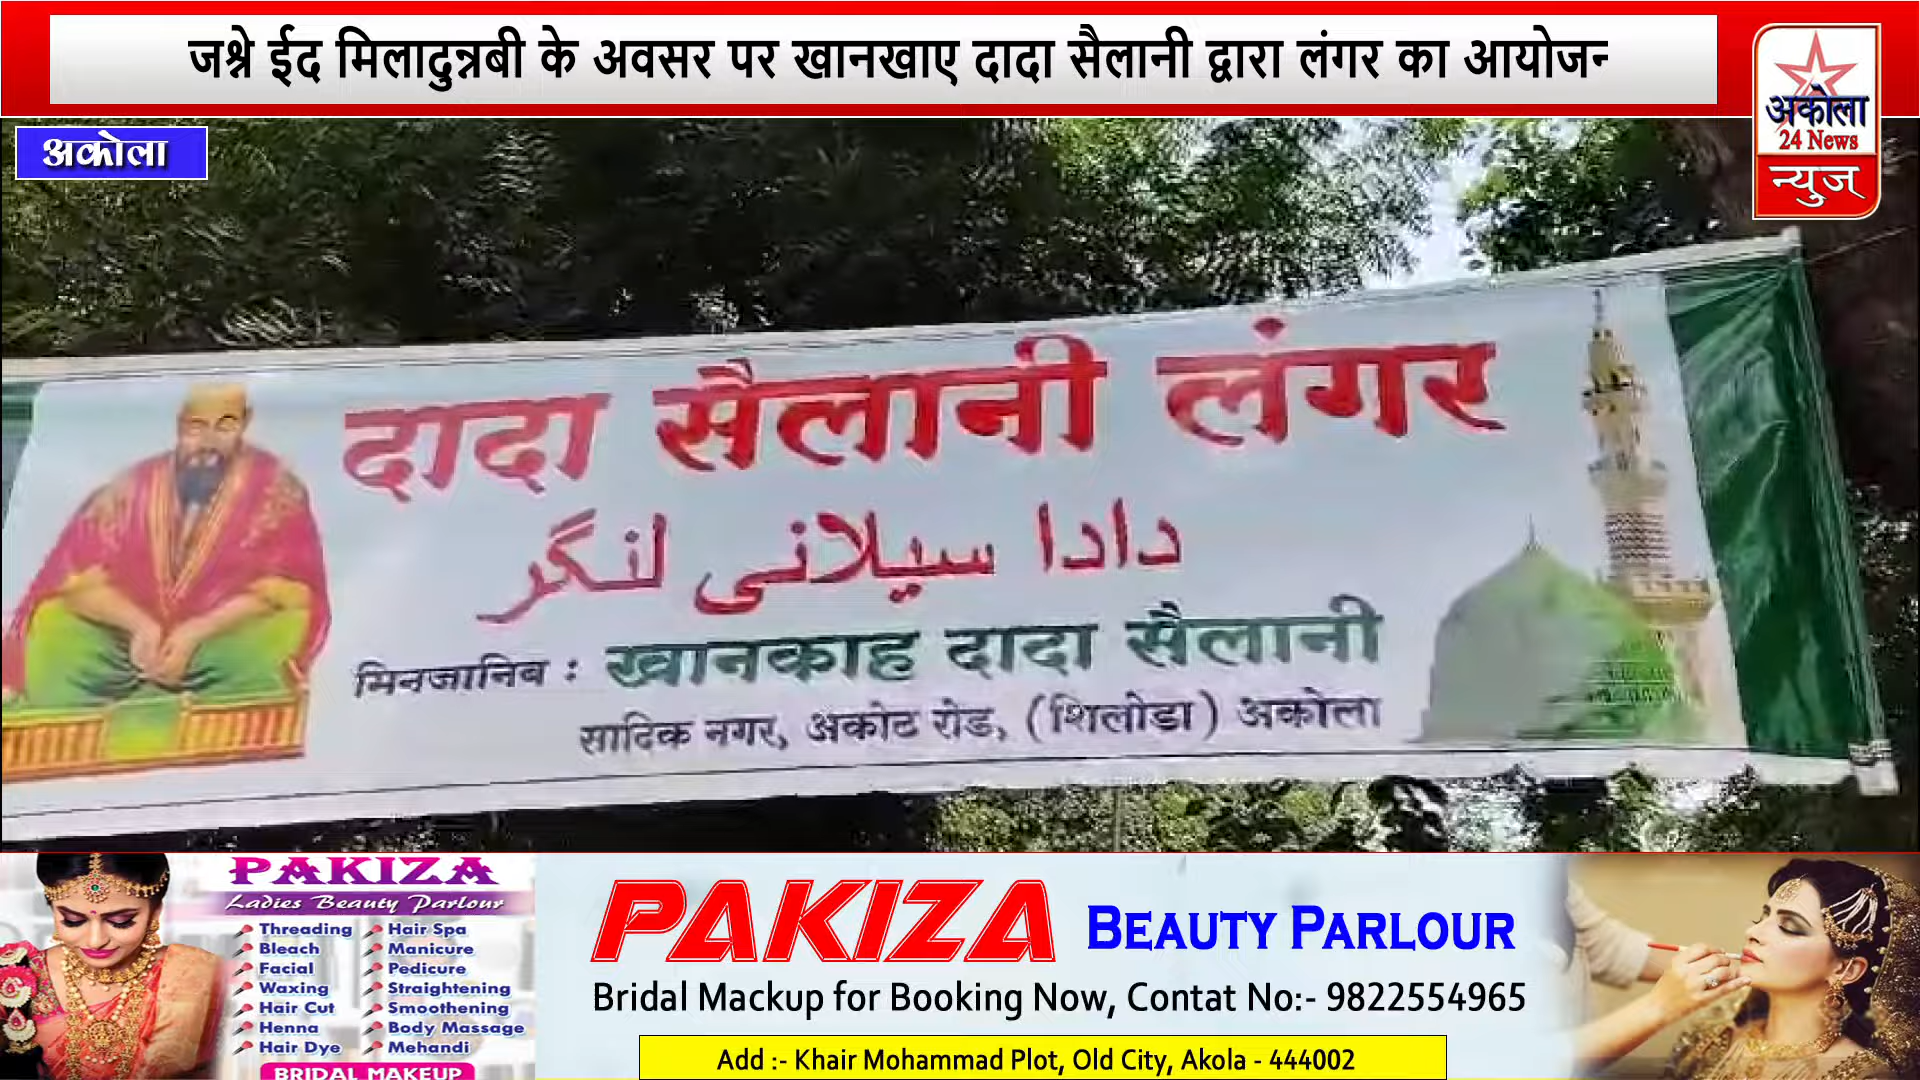 जश्ने ईद मिलादुन्नबी के अवसर पर खानखाए दादा सैलानी द्वारा लंगर का आयोजन
अकोला
अकोला
24 News
न्युज
दादा सैलानी लंगर
دادا سیلانی لنگر
मिनजानिब : खानकाह दादा सैलानी
सादिक नगर, अकोट रोड, (शिलोडा) अकोला
PAKIZA
Ladies Beauty Parlour
Threading
Bleach
Facial
Waxing
Hair Cut
Henna
Hair Dye
Hair Spa
Manicure
Pedicure
Straightening
Smoothening
Body Massage
Mehandi
BRIDAL MAKEUP
PAKIZA BEAUTY PARLOUR
Bridal Mackup for Booking Now, Contat No:- 9822554965
Add :- Khair Mohammad Plot, Old City, Akola - 444002